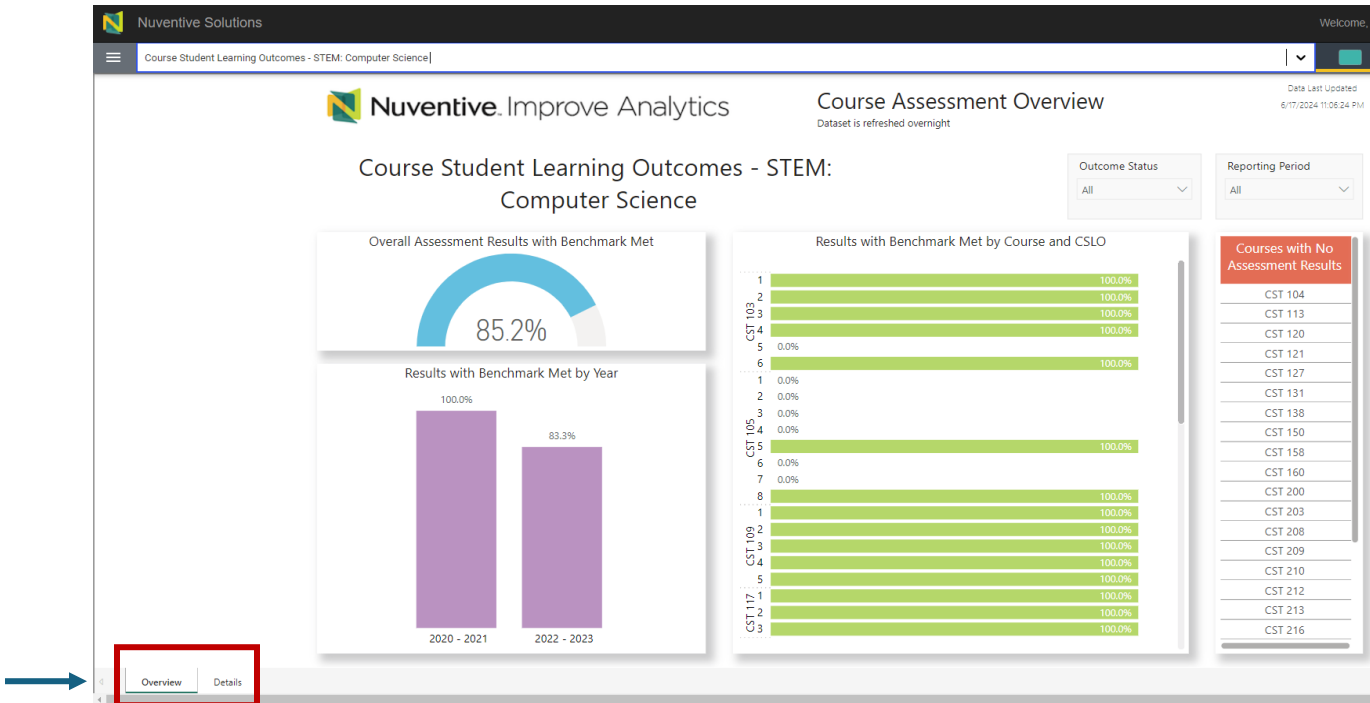 Nuventive Solutions
Welcome,
Course Student Learning Outcomes - STEM: Computer Science
Nuventive. Improve Analytics
Course Assessment Overview
Dataset is refreshed overnight
Data Last Updated
6/17/2024 11:06:24 PM
Course Student Learning Outcomes - STEM:
Computer Science
Outcome Status
All
Reporting Period
All
Overall Assessment Results with Benchmark Met
85.2%
Results with Benchmark Met by Year
100.0%
83.3%
2020 - 2021
2022 - 2023
Results with Benchmark Met by Course and CSLO
CST 103
1 100.0%
2 100.0%
3 100.0%
4 100.0%
5 0.0%
6 100.0%
CST 105
1 0.0%
2 0.0%
3 0.0%
4 0.0%
5 100.0%
6 0.0%
7 0.0%
8 100.0%
CST 109
1 100.0%
2 100.0%
3 100.0%
4 100.0%
5 100.0%
CST 117
1 100.0%
2 100.0%
3 100.0%
Courses with No
Assessment Results
CST 104
CST 113
CST 120
CST 121
CST 127
CST 131
CST 138
CST 150
CST 158
CST 160
CST 200
CST 203
CST 208
CST 209
CST 210
CST 212
CST 213
CST 216
Overview
Details